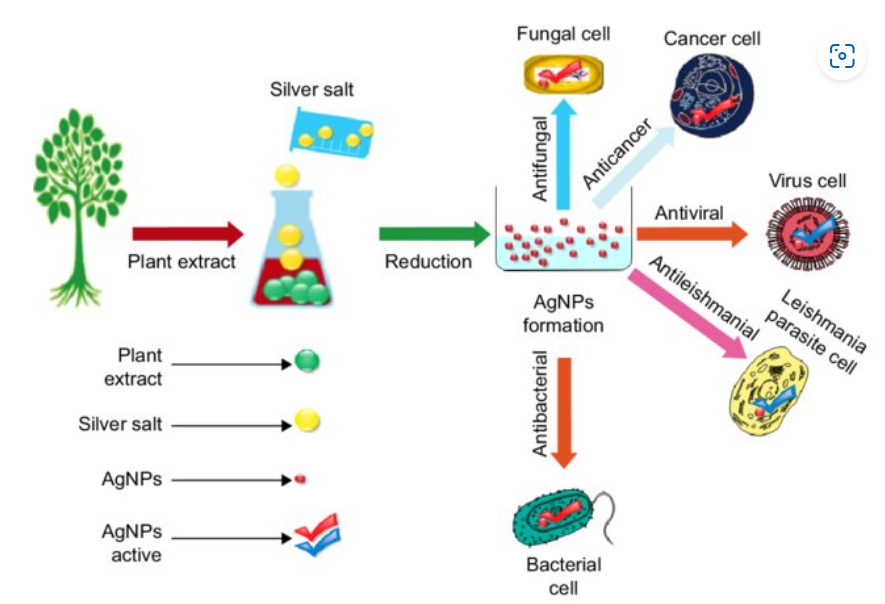 Fungal cell
Cancer cell
Silver salt
Antifungal
Anticancer
Virus cell
Antiviral
Plant extract
Reduction
Antileishmanial
Leishmania
parasite cell
AgNPs
formation
Plant
extract
Silver salt
AgNPs
AgNPs
active
Antibacterial
Bacterial
cell